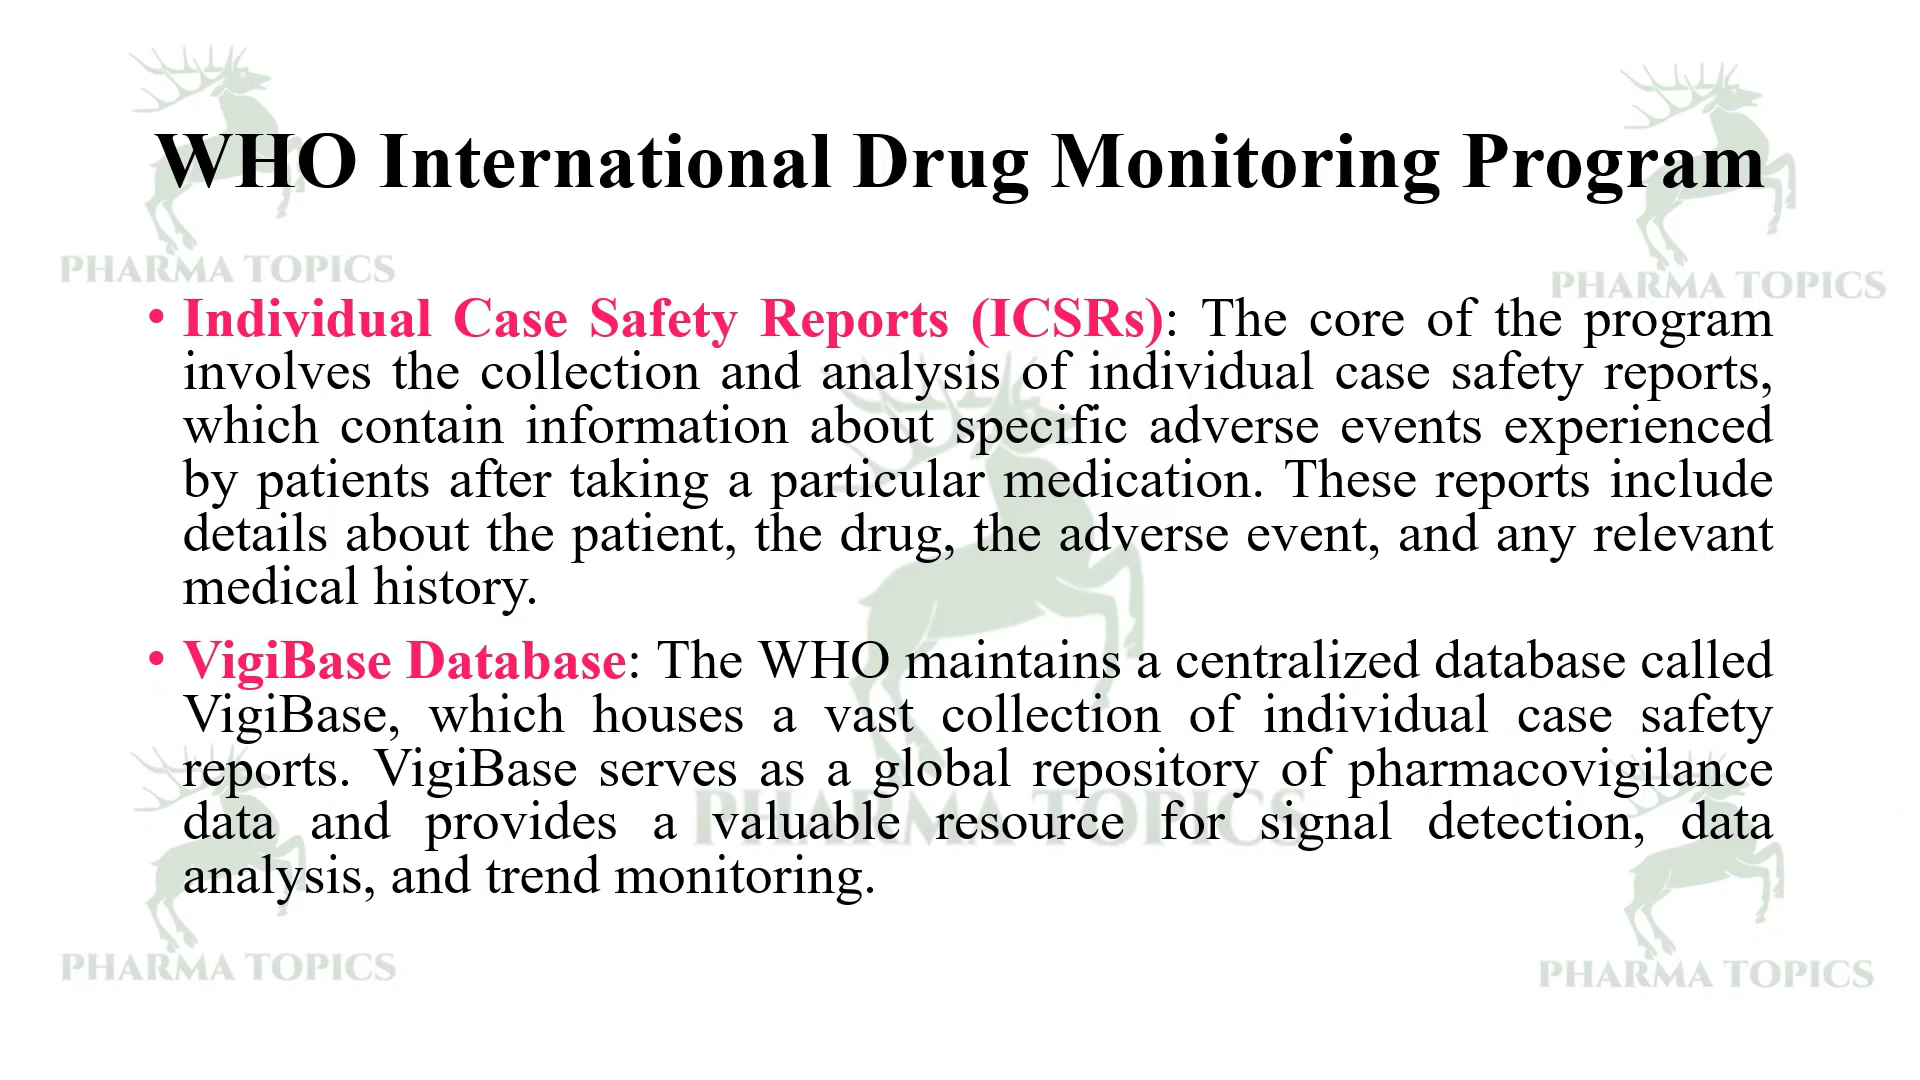 WHO International Drug Monitoring Program
PHARMA TOPICS
PHARMA TOPICS
• Individual Case Safety Reports (ICSRs): The core of the program
involves the collection and analysis of individual case safety reports,
which contain information about specific adverse events experienced
by patients after taking a particular medication. These reports include
details about the patient, the drug, the adverse event, and any relevant
medical history.
• VigiBase Database: The WHO maintains a centralized database called
VigiBase, which houses a vast collection of individual case safety
reports. VigiBase serves as a global repository of pharmacovigilance
PHARMA TOPICS
data and provides a valuable resource for signal detection, data
analysis, and trend monitoring.
PHARMA TOPICS
PHARMA TOPICS